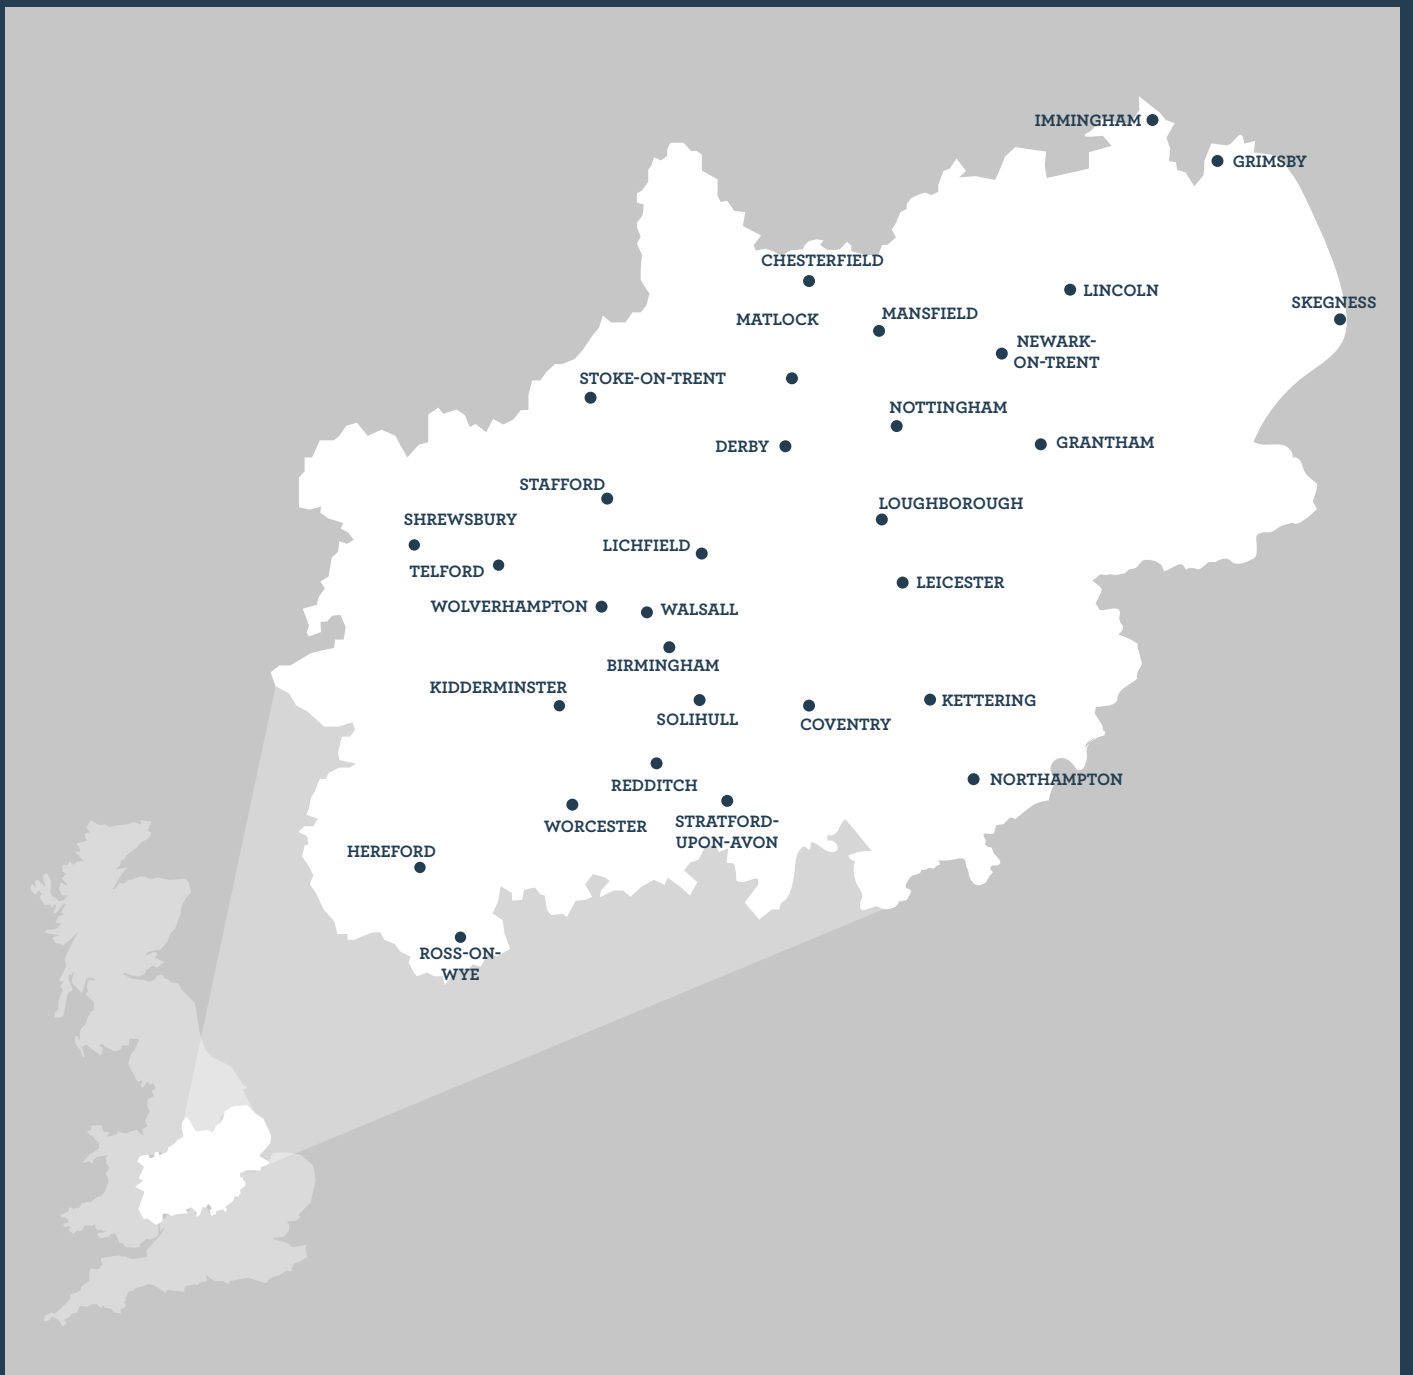 IMMINGHAM
GRIMSBY
CHESTERFIELD
LINCOLN
SKEGNESS
MATLOCK
MANSFIELD
NEWARK-
ON-TRENT
STOKE-ON-TRENT
NOTTINGHAM
DERBY
GRANTHAM
STAFFORD
LOUGHBOROUGH
SHREWSBURY
LICHFIELD
TELFORD
LEICESTER
WOLVERHAMPTON
WALSALL
BIRMINGHAM
KIDDERMINSTER
KETTERING
SOLIHULL
COVENTRY
NORTHAMPTON
REDDITCH
WORCESTER
STRATFORD-
UPON-AVON
HEREFORD
ROSS-ON-
WYE